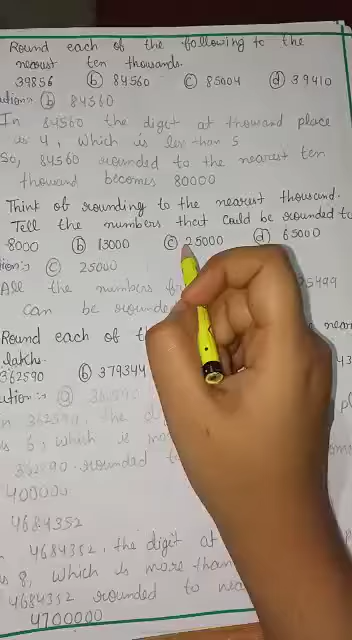 Round each of the following to the
nearest ten thousands.
39856 (b) 84560 (c) 85004 (d) 39410
(b) 84560
In 84560 the digit at thousand place
is 4, which is less than 5
So, 84560 rounded to the nearest ten
thousand becomes 80000
Think of rounding to the nearest thousand.
Tell the numbers that could be rounded to
8000 (b) 13000 (c) 25000 (d) 65000
(c) 25000
All the numbers
can be
Round each of
lakh.
362590 (b) 379344
362590, the
is 6, which is
362590 rounded to
400000
4684352
4684352, the digit at
is 8, which is more than
4684352 rounded to
4700000